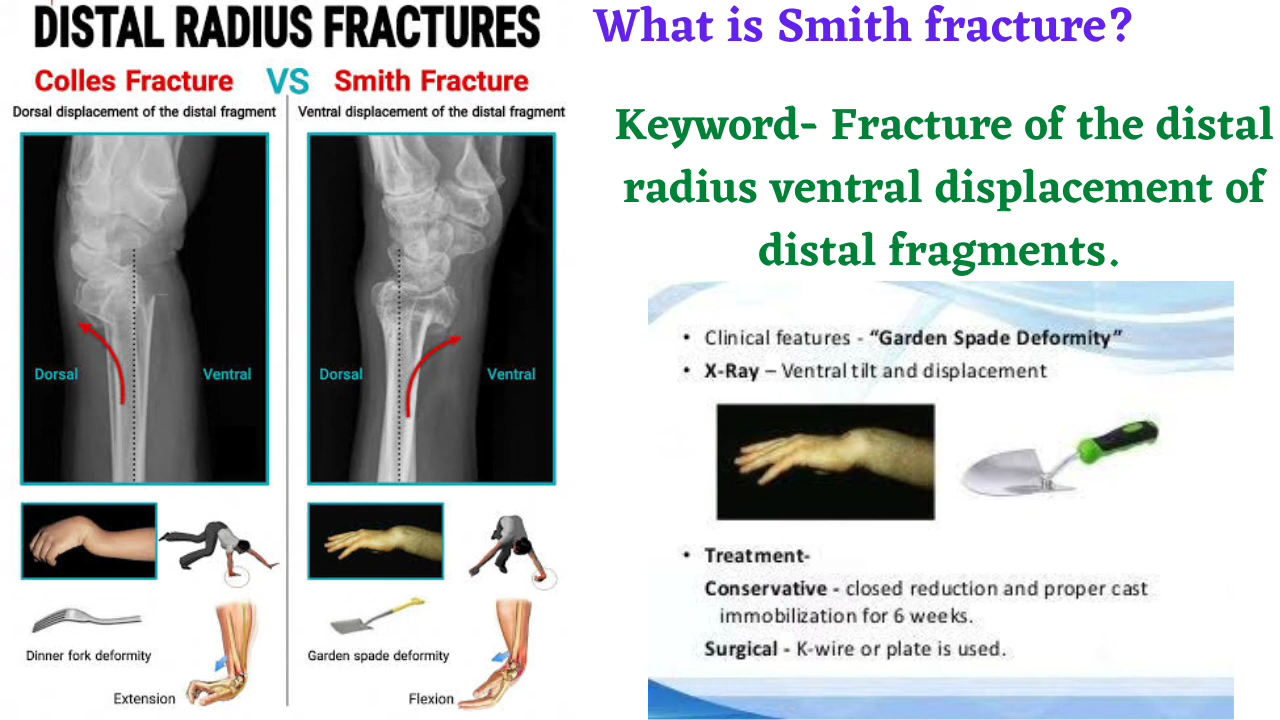 DISTAL RADIUS FRACTURES
Colles Fracture VS Smith Fracture
Dorsal displacement of the distal fragment
Ventral displacement of the distal fragment
Dorsal
Ventral
Dorsal
Ventral
Dinner fork deformity
Extension
Garden spade deformity
Flexion
What is Smith fracture?
Keyword- Fracture of the distal
radius ventral displacement of
distal fragments.
• Clinical features - “Garden Spade Deformity”
• X-Ray – Ventral tilt and displacement
• Treatment-
Conservative - closed reduction and proper cast
immobilization for 6 weeks.
Surgical - K-wire or plate is used.